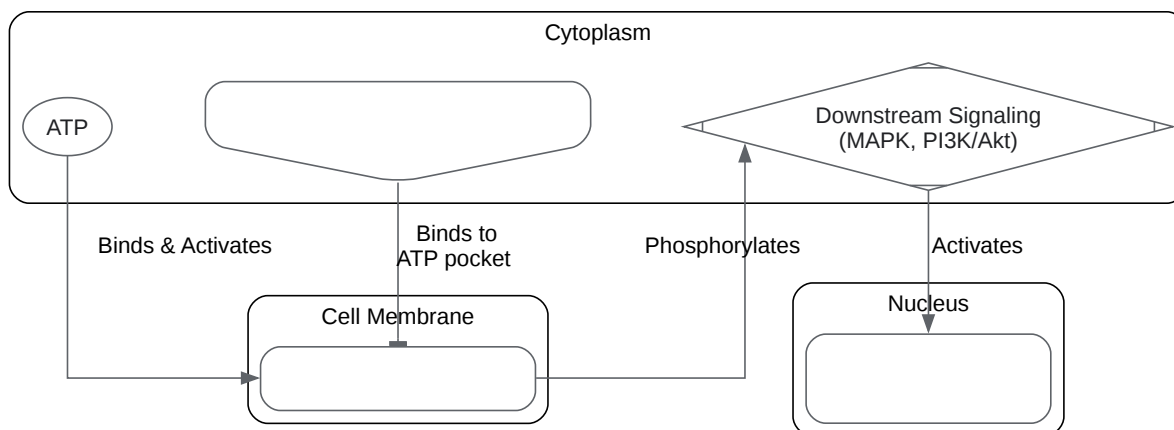 Cytoplasm
ATP
Downstream Signaling
(MAPK, PI3K/Akt)
Binds & Activates
Binds to
ATP pocket
Phosphorylates
Activates
Cell Membrane
Nucleus